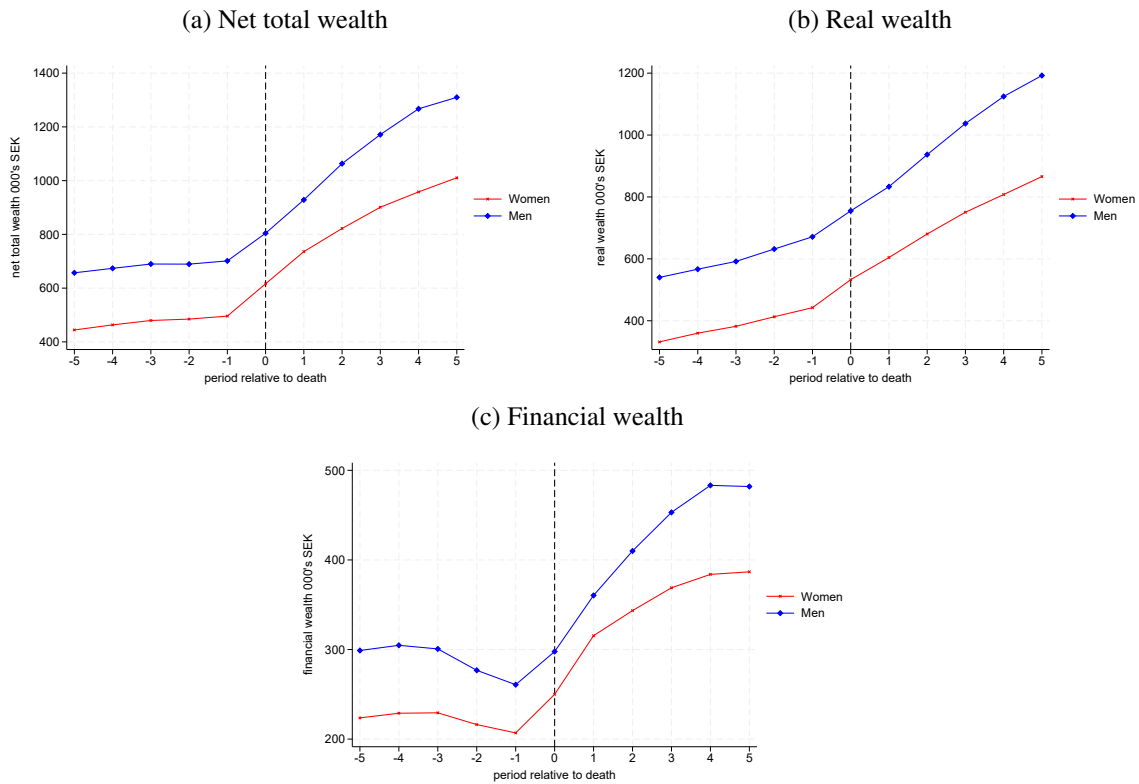 (a) Net total wealth
net total wealth 000's SEK
1400
1200
1000
800
600
400
-5 -4 -3 -2 -1 0 1 2 3 4 5
period relative to death
Women
Men
(b) Real wealth
real wealth 000's SEK
1200
1000
800
600
400
-5 -4 -3 -2 -1 0 1 2 3 4 5
period relative to death
Women
Men
(c) Financial wealth
financial wealth 000's SEK
500
400
300
200
-5 -4 -3 -2 -1 0 1 2 3 4 5
period relative to death
Women
Men